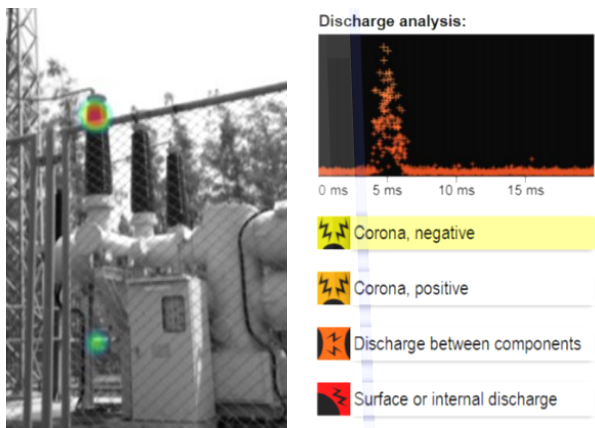 Discharge analysis:
0 ms
5 ms
10 ms
15 ms
Corona, negative
Corona, positive
Discharge between components
Surface or internal discharge